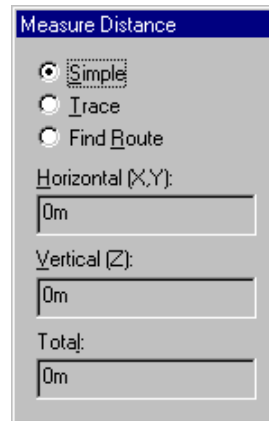 Measure Distance
Simple
Trace
Find Route
Horizontal (X,Y):
0m
Vertical (Z):
0m
Total:
0m